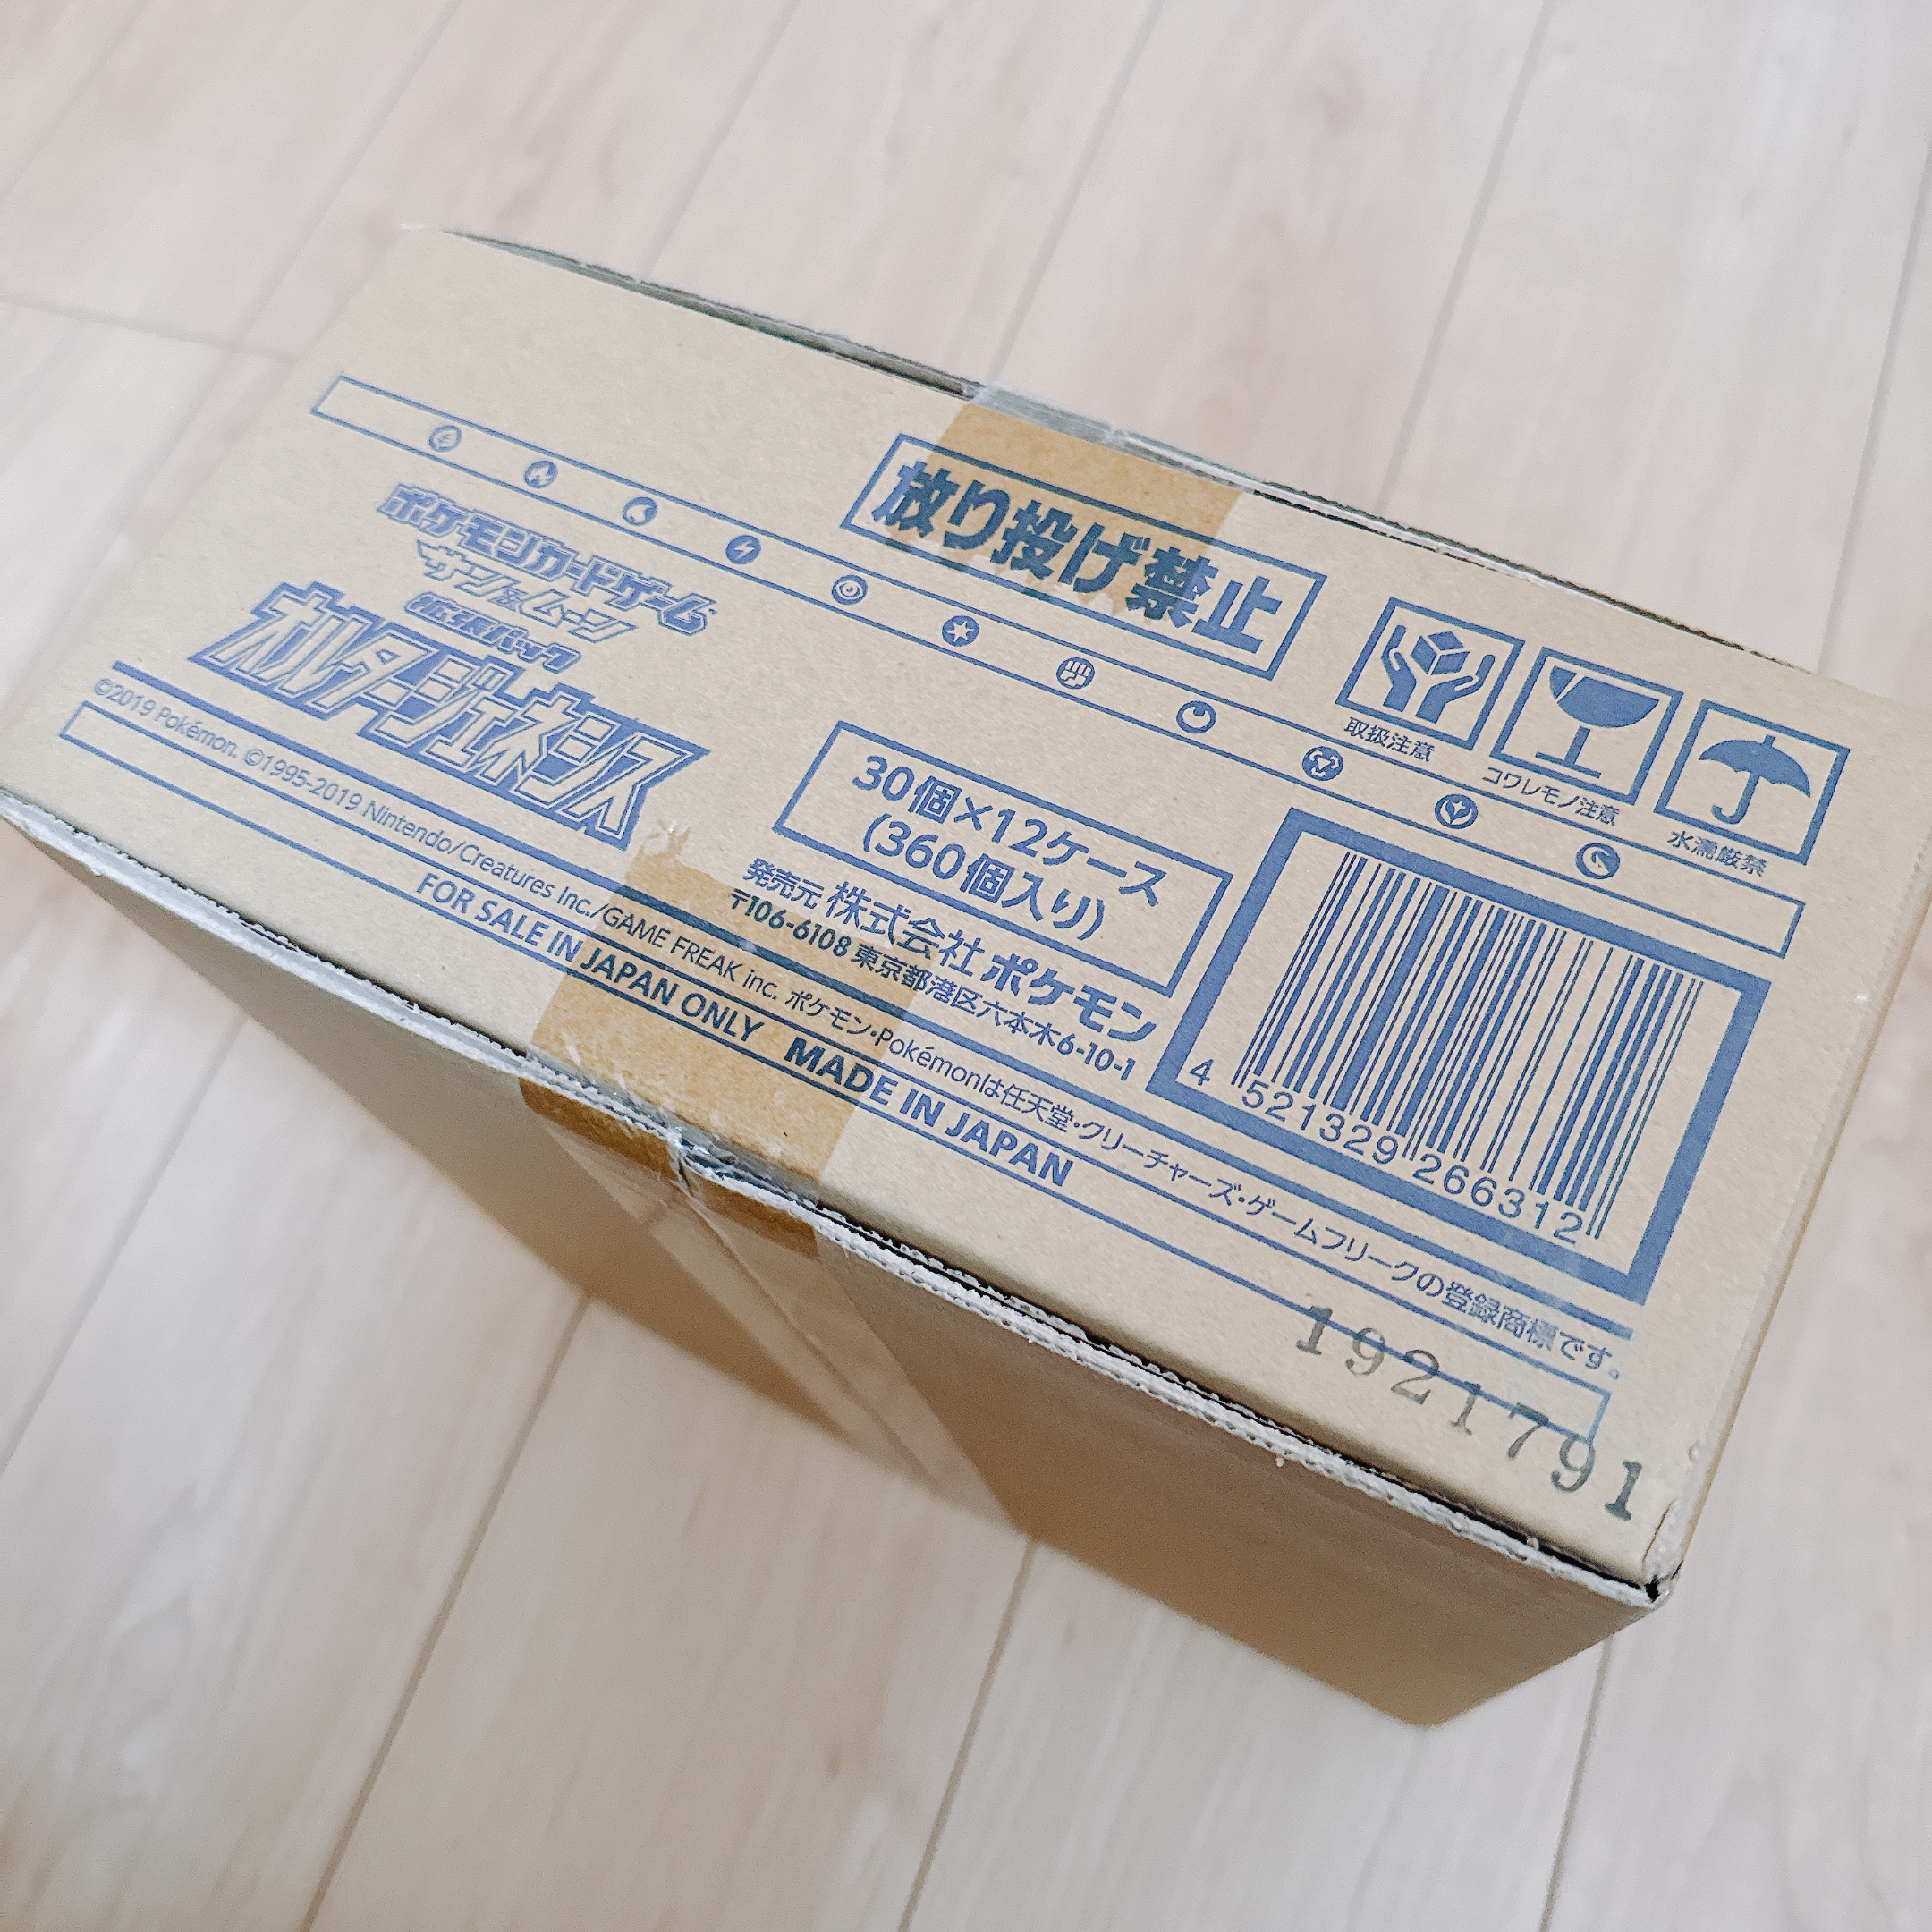 放り投げ禁止
ポケモンカードゲーム
サン&ムーン
拡張パック
オルタージェネシス
取扱注意
コワレモノ注意
水濡厳禁
30個×12ケース
(360個入り)
発売元 株式会社 ポケモン
〒106-6108 東京都港区六本木6-10-1
4 521329 266312
©2019 Pokémon. ©1995-2019 Nintendo/Creatures Inc./GAME FREAK inc. ポケモン・Pokémonは任天堂・クリーチャーズ・ゲームフリークの登録商標です。
FOR SALE IN JAPAN ONLY MADE IN JAPAN
1921791